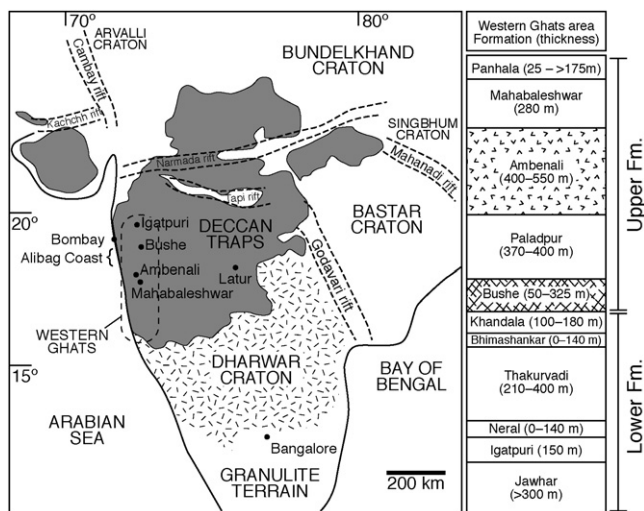 70º
80º
ARVALLI
CRATON
Cambay rift
Kachchh rift
BUNDELKHAND
CRATON
SINGBHUM
CRATON
Narmada rift
Mahanadi rift
Tapi rift
BASTAR
CRATON
20º
Igatpuri
DECCAN
TRAPS
Bombay
Bushe
Alibag Coast
Godavari rift
Ambenali
Latur
Mahabaleshwar
WESTERN
GHATS
15º
DHARWAR
CRATON
BAY OF
BENGAL
ARABIAN
SEA
Bangalore
GRANULITE
TERRAIN
200 km
Western Ghats area
Formation (thickness)
Panhala (25 – >175m)
Mahabaleshwar
(280 m)
Ambenali
(400–550 m)
Paladpur
(370–400 m)
Bushe (50–325 m)
Khandala (100–180 m)
Bhimashankar (0–140 m)
Thakurvadi
(210–400 m)
Neral (0–140 m)
Igatpuri (150 m)
Jawhar
(>300 m)
Upper Fm.
Lower Fm.